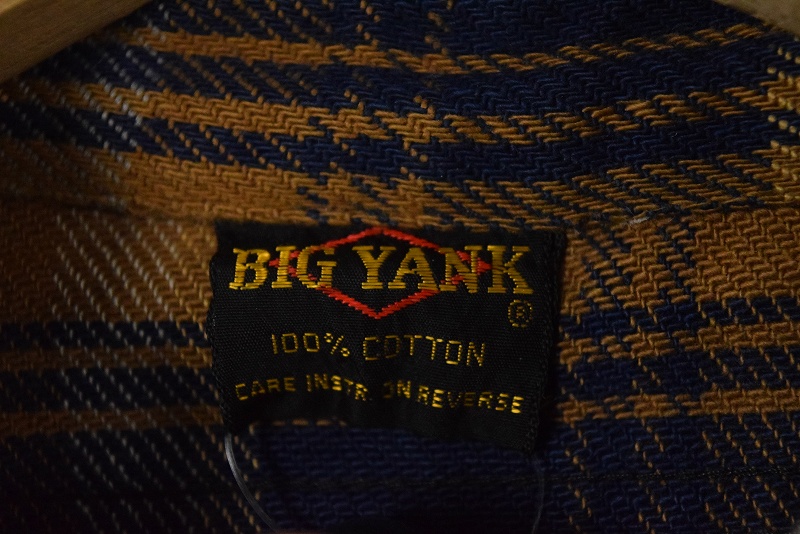 BIG YANK
®
100% COTTON
CARE INSTR. ON REVERSE